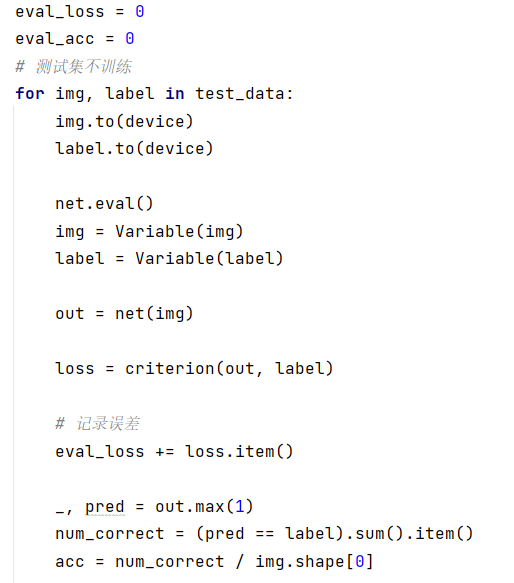 eval_loss = 0
eval_acc = 0
# 测试集不训练
for img, label in test_data:
    img.to(device)
    label.to(device)
    net.eval()
    img = Variable(img)
    label = Variable(label)
    out = net(img)
    loss = criterion(out, label)
    # 记录误差
    eval_loss += loss.item()
    _, pred = out.max(1)
    num_correct = (pred == label).sum().item()
    acc = num_correct / img.shape[0]